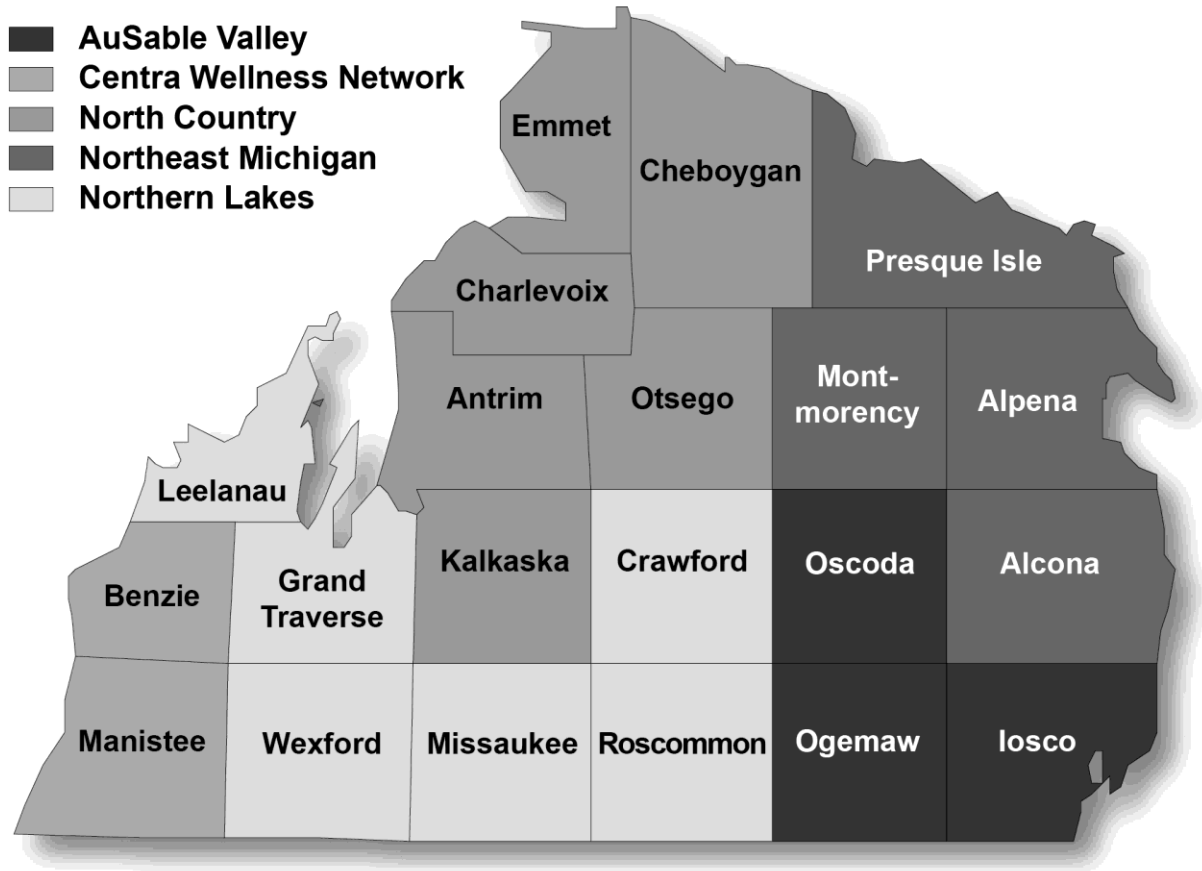 AuSable Valley
Centra Wellness Network
North Country
Northeast Michigan
Northern Lakes
Emmet
Cheboygan
Presque Isle
Charlevoix
Antrim
Otsego
Mont-
morency
Alpena
Leelanau
Kalkaska
Crawford
Oscoda
Alcona
Benzie
Grand
Traverse
Manistee
Wexford
Missaukee
Roscommon
Ogemaw
Iosco